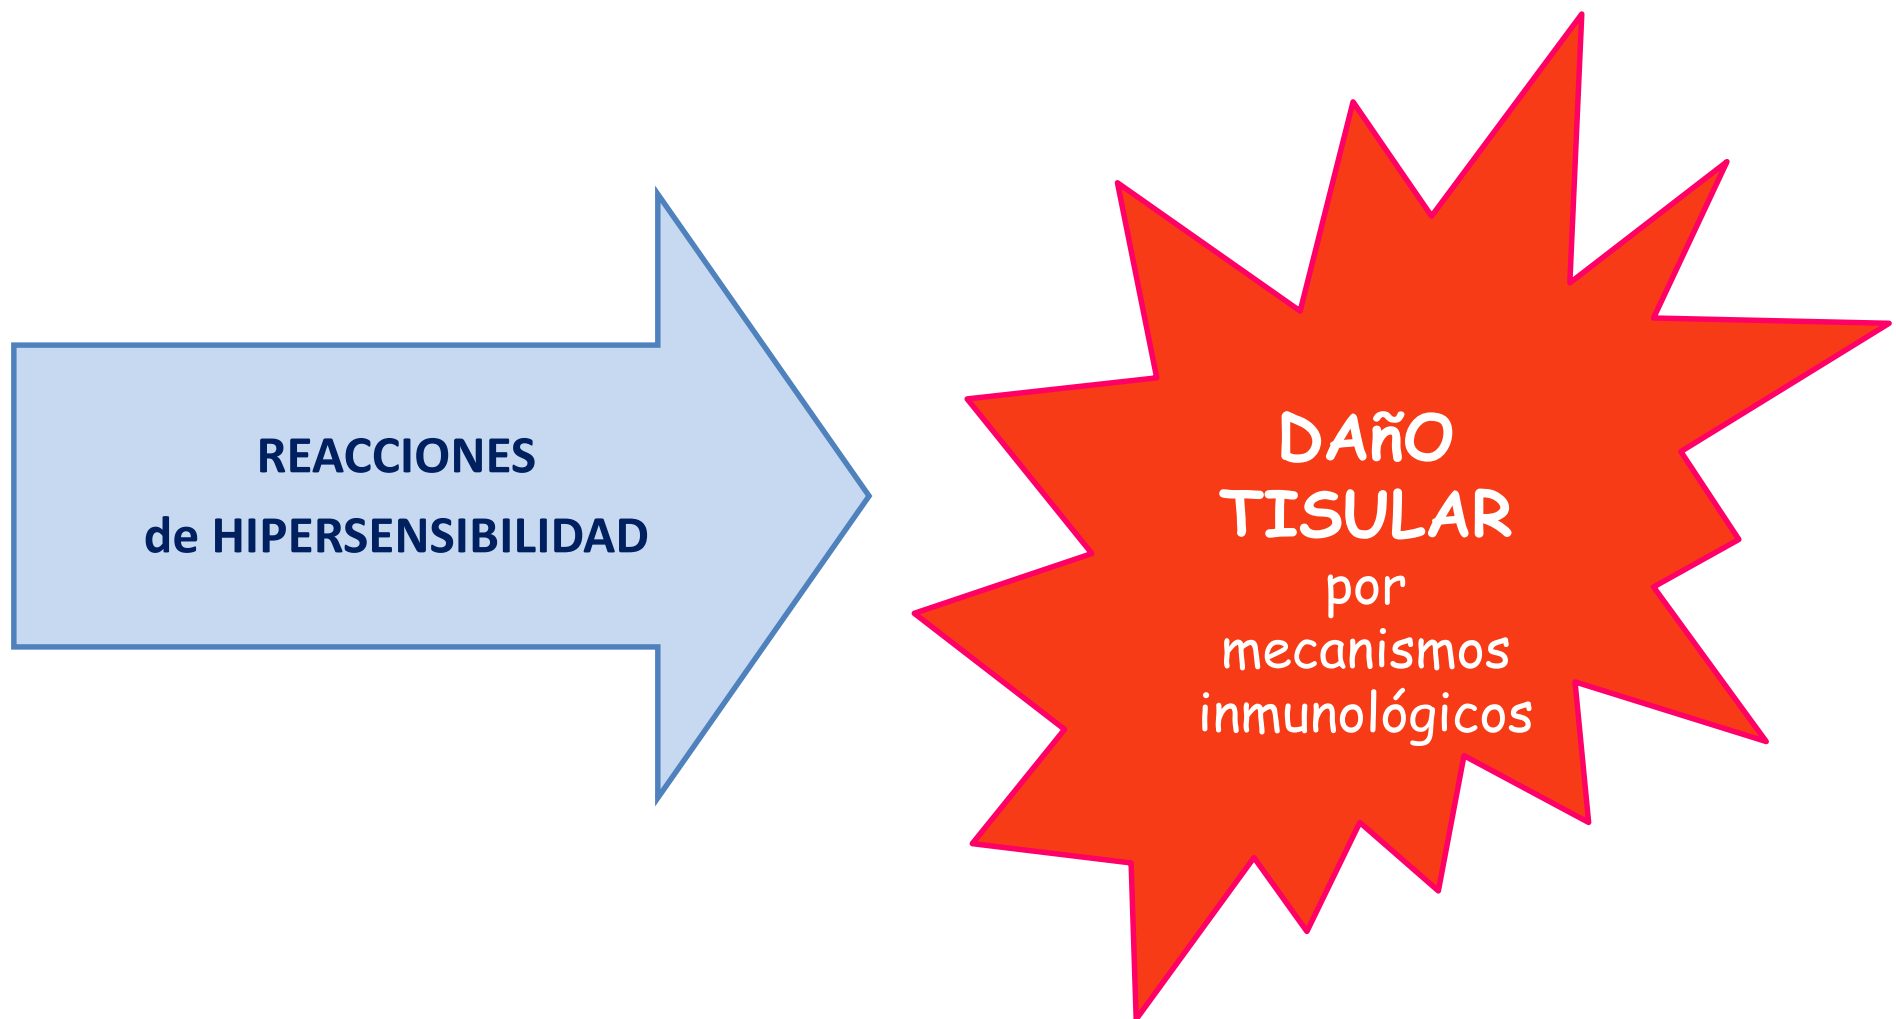 REACCIONES
de HIPERSENSIBILIDAD
DAñO
TISULAR
por
mecanismos
inmunológicos